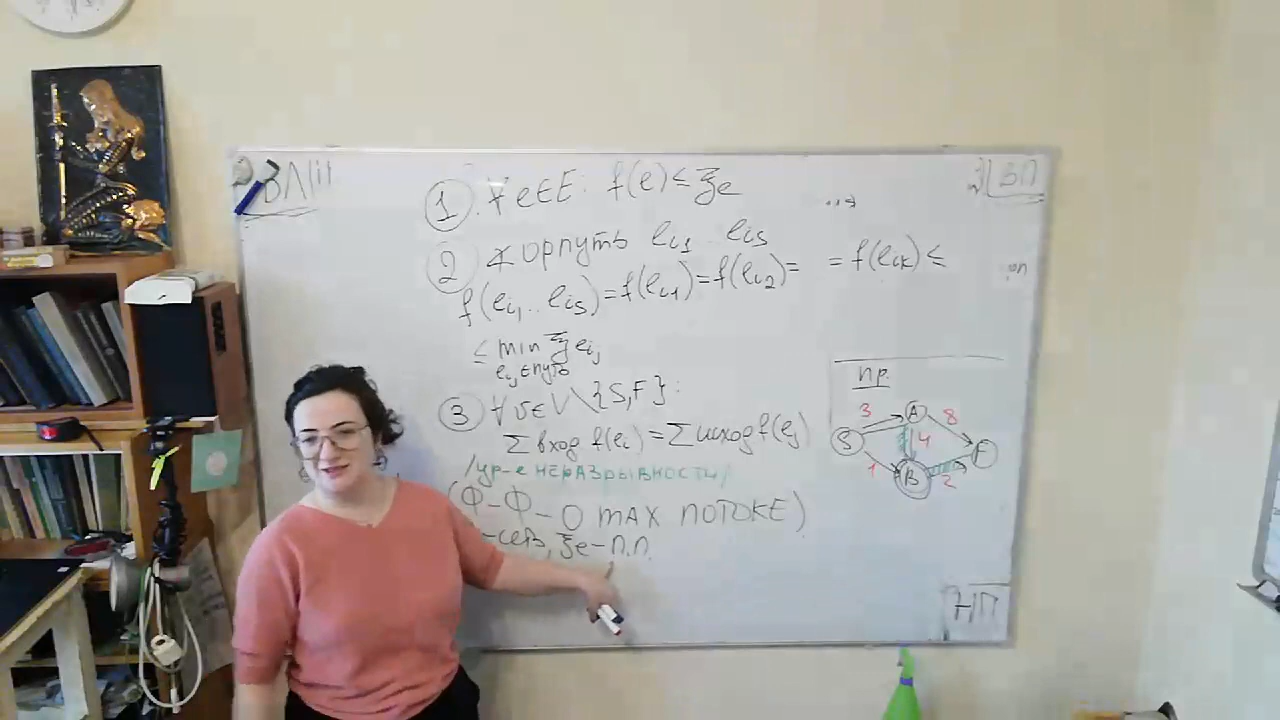 ВЛ
1. ∀ e∈E: f(e) ≤ ξe
2 ∢ орпуть ei1 .. eis
f(ei1 .. eis) = f(ei1) = f(ei2) = = f(eik) ≤
≤ min ξeij
eij ∈ путь
3 ∀ v∈V \ {S,F}:
∑ вход f(ei) = ∑ исход f(ej)
/ур-е неразрывности/
(Ф-Ф-О MAX ПОТОКЕ)
-сеть, ξe – п.п.
ВП
пр.
3 A 8
S 4 F
1 B 2
НП